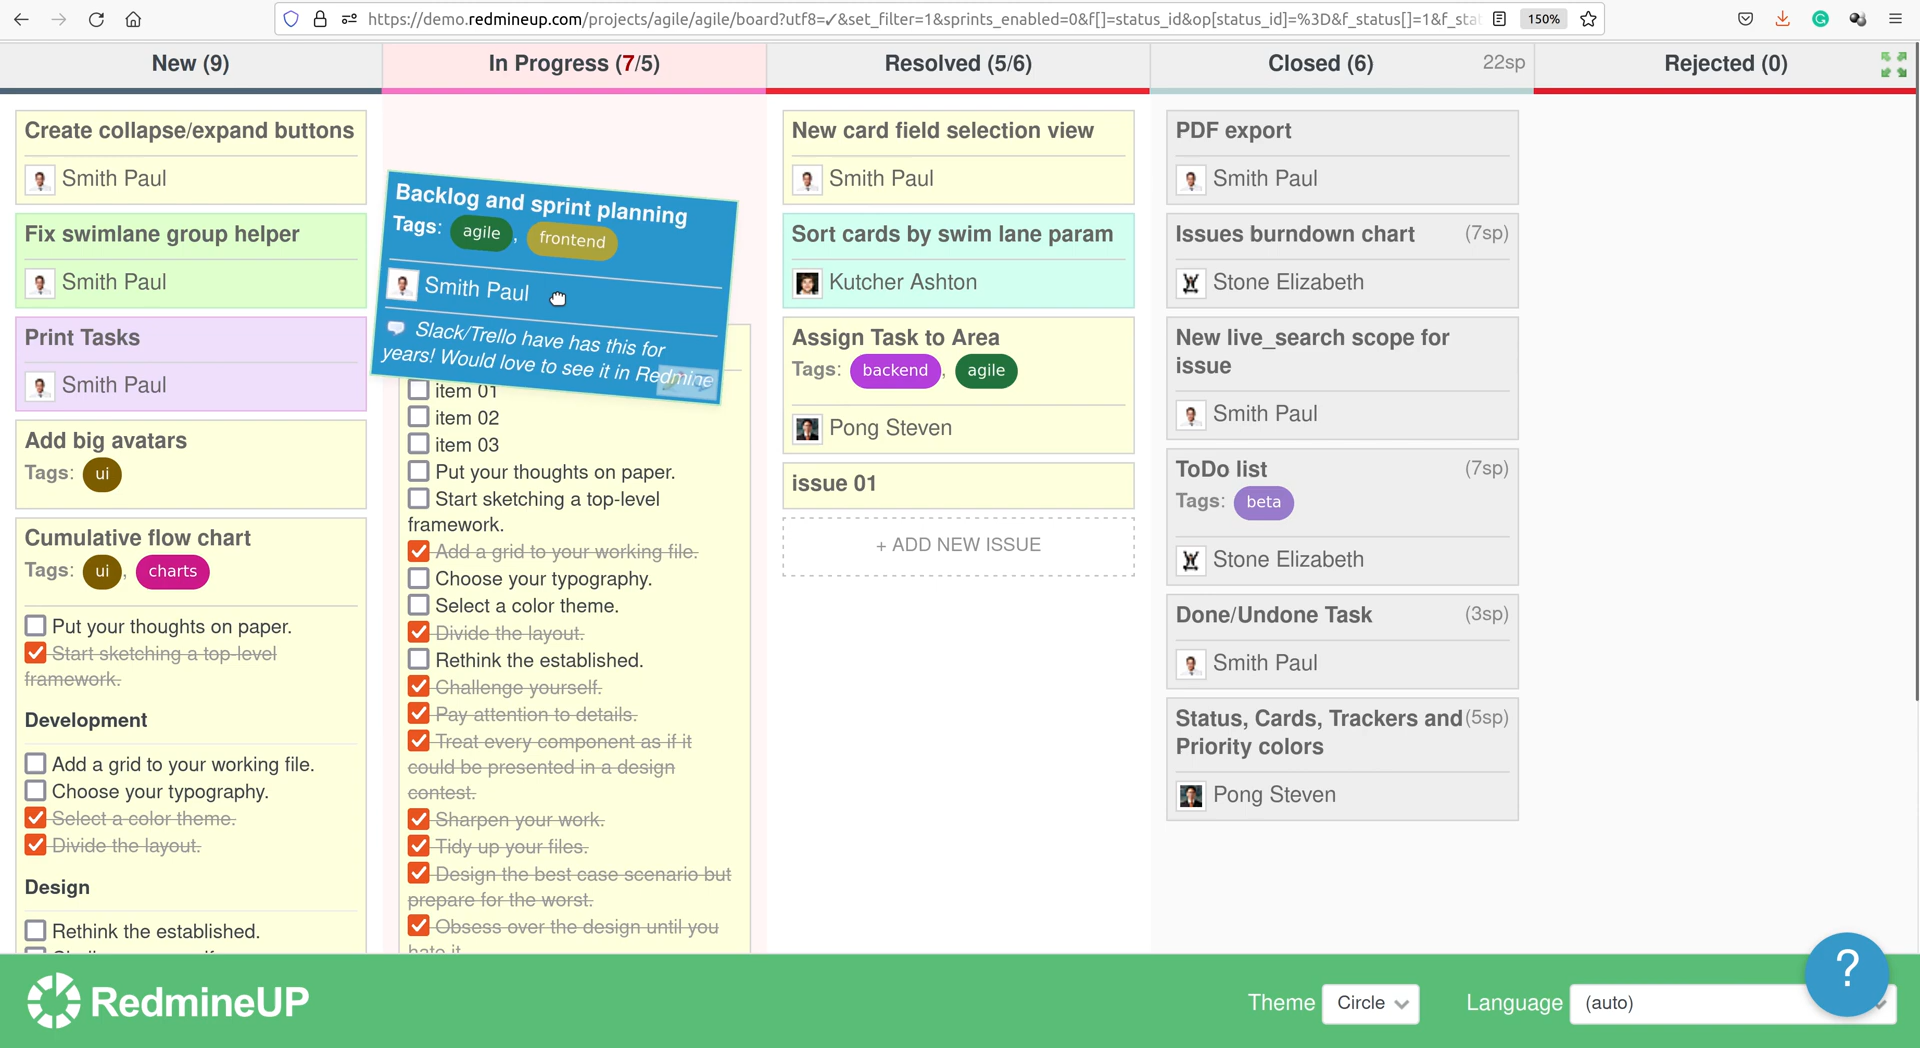 https://demo.redmineup.com/projects/agile/agile/board?utf8=✓&set_filter=1&sprints_enabled=0&f[]=status_id&op[status_id]=%3D&f_status[]=1&f_sta
150%
New (9)
In Progress (7/5)
Resolved (5/6)
Closed (6)
22sp
Rejected (0)
Create collapse/expand buttons
Smith Paul
Fix swimlane group helper
Smith Paul
Print Tasks
Smith Paul
Add big avatars
Tags: ui
Cumulative flow chart
Tags: ui, charts
Put your thoughts on paper.
Start sketching a top-level
framework.
Development
Add a grid to your working file.
Choose your typography.
Select a color theme.
Divide the layout.
Design
Rethink the established.
Backlog and sprint planning
Tags: agile, frontend
Smith Paul
Slack/Trello have has this for
years! Would love to see it in Redmine
item 01
item 02
item 03
Put your thoughts on paper.
Start sketching a top-level
framework.
Add a grid to your working file.
Choose your typography.
Select a color theme.
Divide the layout.
Rethink the established.
Challenge yourself.
Pay attention to details.
Treat every component as if it
could be presented in a design
contest.
Sharpen your work.
Tidy up your files.
Design the best case scenario but
prepare for the worst.
Obsess over the design until you
hate it
New card field selection view
Smith Paul
Sort cards by swim lane param
Kutcher Ashton
Assign Task to Area
Tags: backend, agile
Pong Steven
issue 01
+ ADD NEW ISSUE
PDF export
Smith Paul
Issues burndown chart (7sp)
Stone Elizabeth
New live_search scope for
issue
Smith Paul
ToDo list (7sp)
Tags: beta
Stone Elizabeth
Done/Undone Task (3sp)
Smith Paul
Status, Cards, Trackers and (5sp)
Priority colors
Pong Steven
RedmineUP
Theme
Circle
Language
(auto)
?